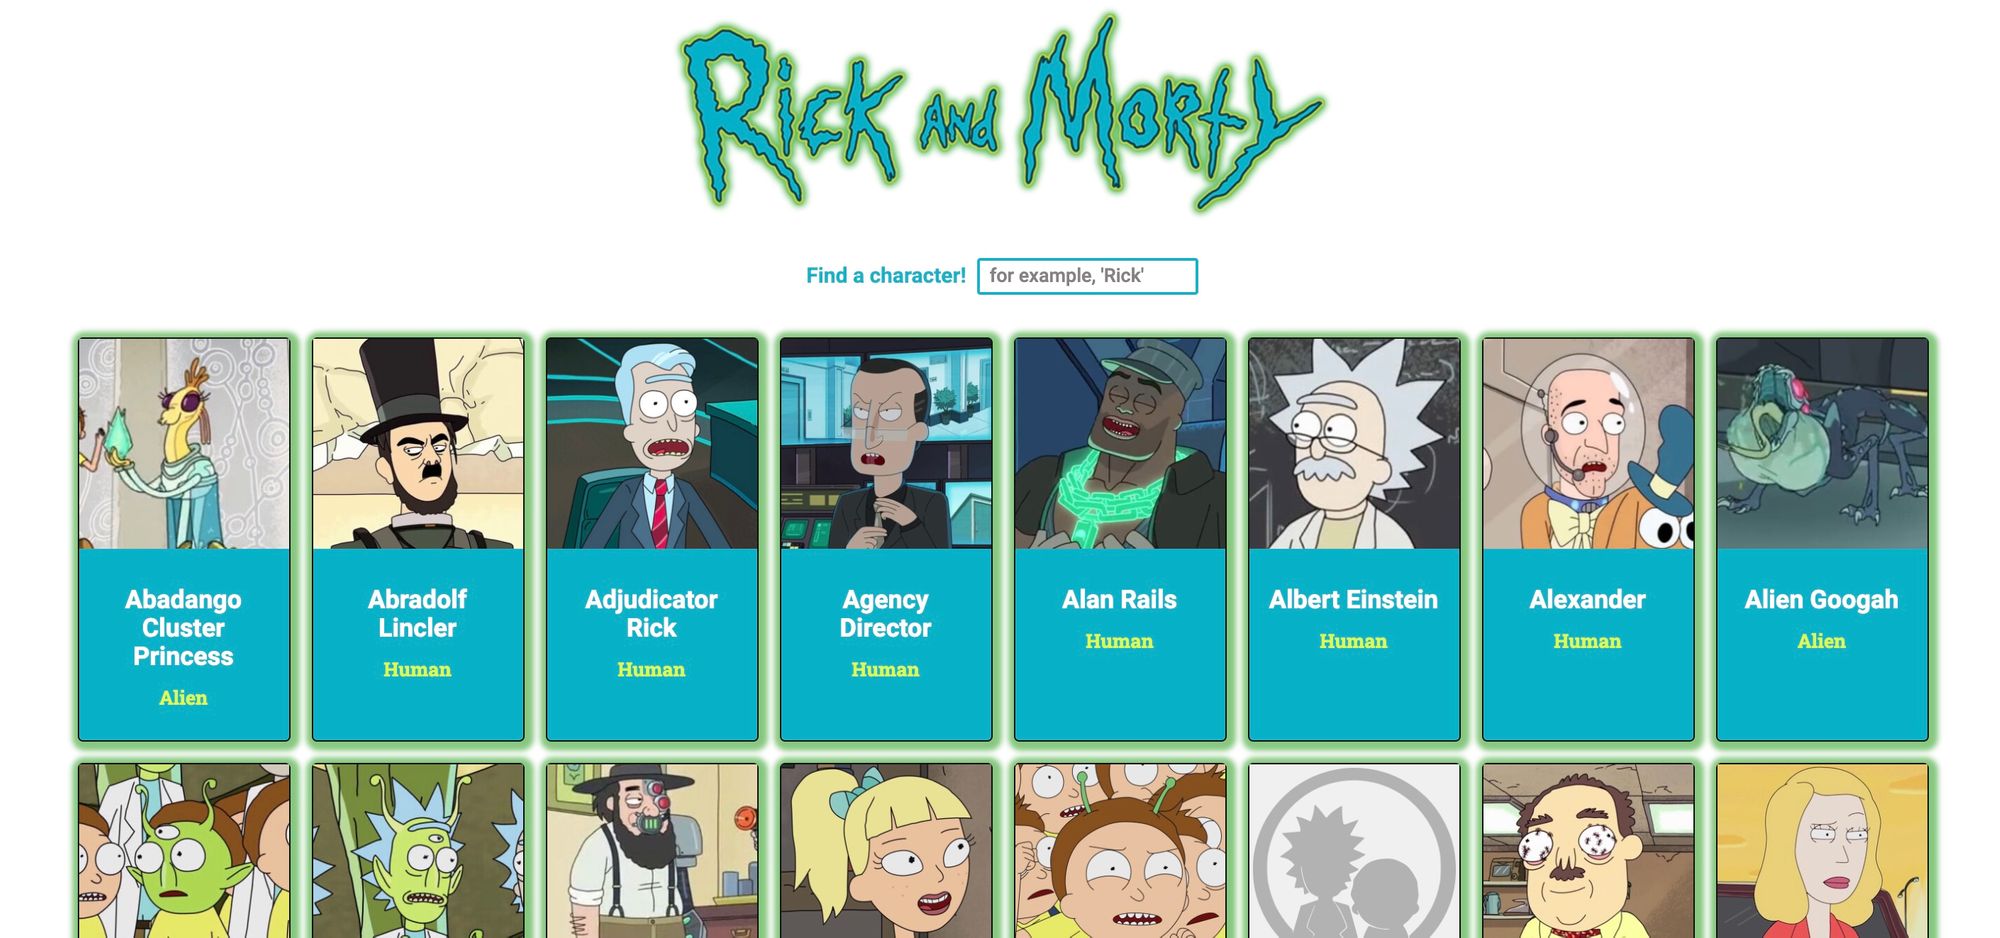 Rick and Morty
Find a character! for example, 'Rick'
Abadango
Cluster
Princess
Alien
Abradolf
Lincler
Human
Adjudicator
Rick
Human
Agency
Director
Human
Alan Rails
Human
Albert Einstein
Human
Alexander
Human
Alien Googah
Alien